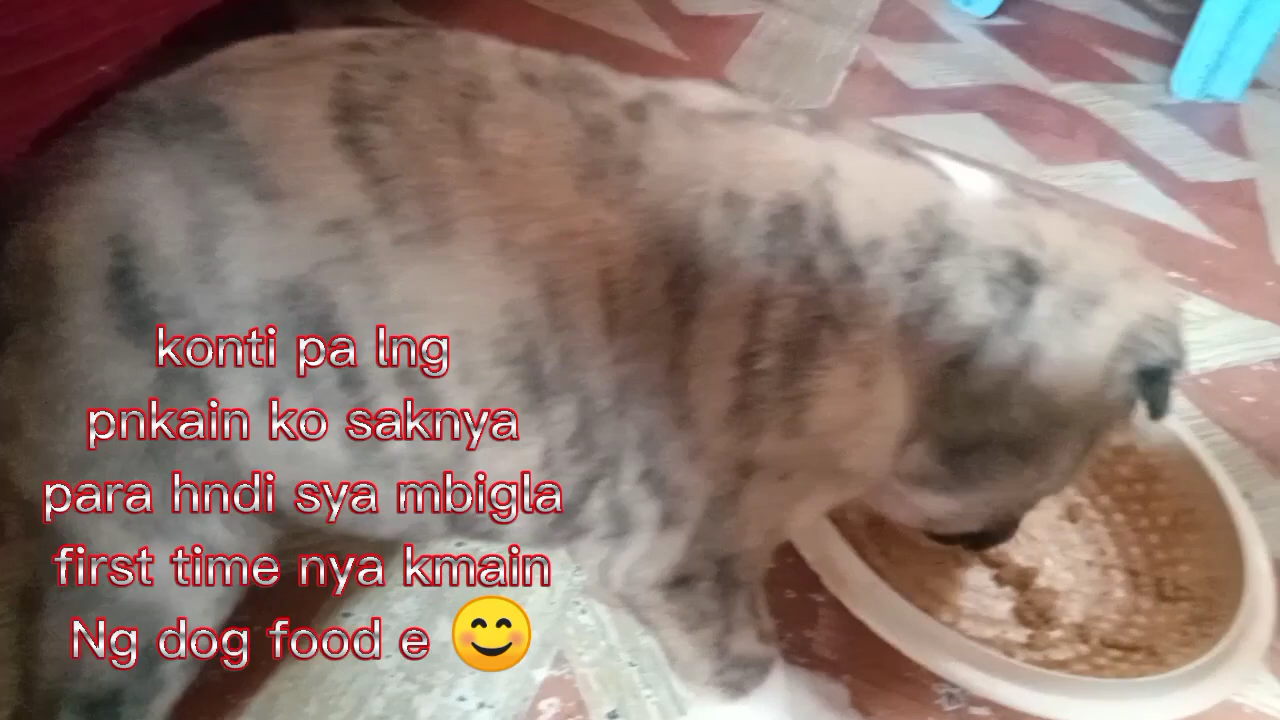 konti pa lng
pnkain ko saknya
para hndi sya mbigla
first time nya kmain
Ng dog food e 😊